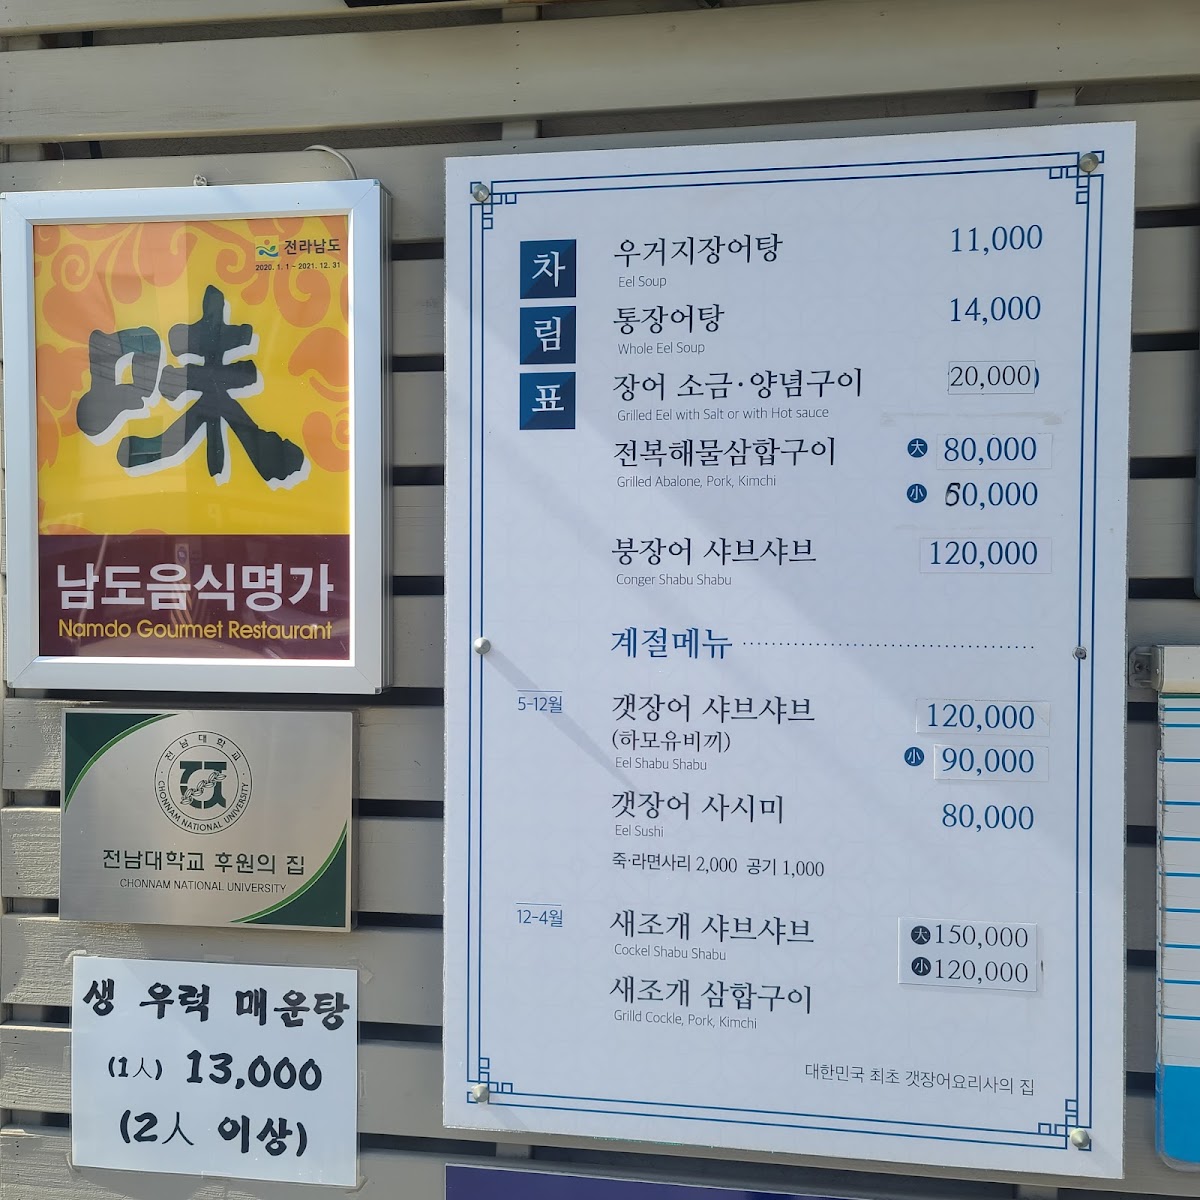 전라남도
2020. 1. 1 ~ 2021. 12. 31
味
남도음식명가
Namdo Gourmet Restaurant
전남대학교
CHONNAM NATIONAL UNIVERSITY
전남대학교 후원의 집
CHONNAM NATIONAL UNIVERSITY
생 우럭 매운탕
(1人) 13,000
(2人 이상)
차림표
우거지장어탕 11,000
Eel Soup
통장어탕 14,000
Whole Eel Soup
장어 소금·양념구이 20,000
Grilled Eel with Salt or with Hot sauce
전복해물삼합구이 大 80,000
Grilled Abalone, Pork, Kimchi
小 60,000
붕장어 샤브샤브 120,000
Conger Shabu Shabu
계절메뉴
5-12월 갯장어 샤브샤브 120,000
(하모유비끼) 小 90,000
Eel Shabu Shabu
갯장어 사시미 80,000
Eel Sushi
죽·라면사리 2,000 공기 1,000
12-4월 새조개 샤브샤브 大 150,000
Cockel Shabu Shabu 小 120,000
새조개 삼합구이
Grilld Cockle, Pork, Kimchi
대한민국 최초 갯장어요리사의 집